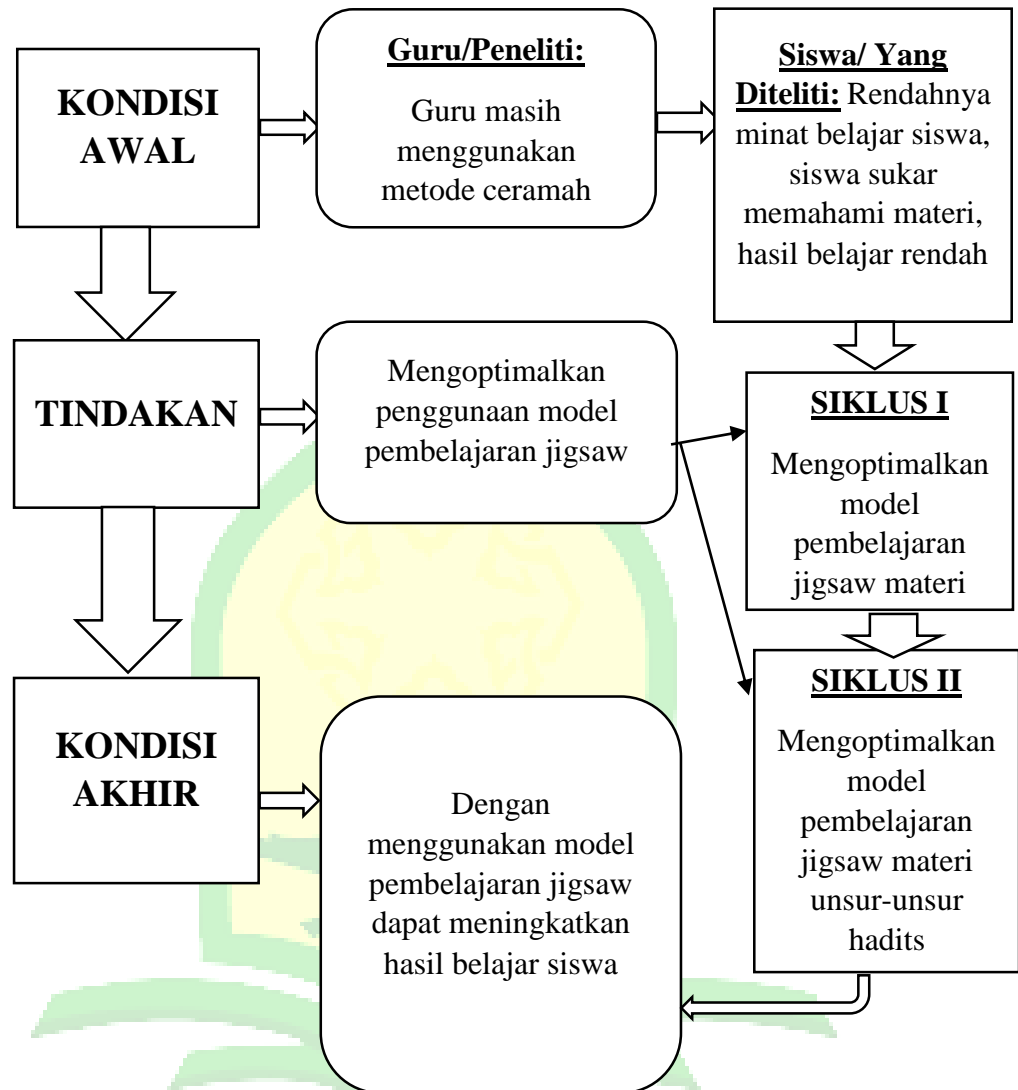 KONDISI
AWAL
Guru/Peneliti:
Guru masih
menggunakan
metode ceramah
Siswa/ Yang
Diteliti: Rendahnya
minat belajar siswa,
siswa sukar
memahami materi,
hasil belajar rendah
TINDAKAN
Mengoptimalkan
penggunaan model
pembelajaran jigsaw
SIKLUS I
Mengoptimalkan
model
pembelajaran
jigsaw materi
SIKLUS II
Mengoptimalkan
model
pembelajaran
jigsaw materi
unsur-unsur
hadits
KONDISI
AKHIR
Dengan
menggunakan model
pembelajaran jigsaw
dapat meningkatkan
hasil belajar siswa